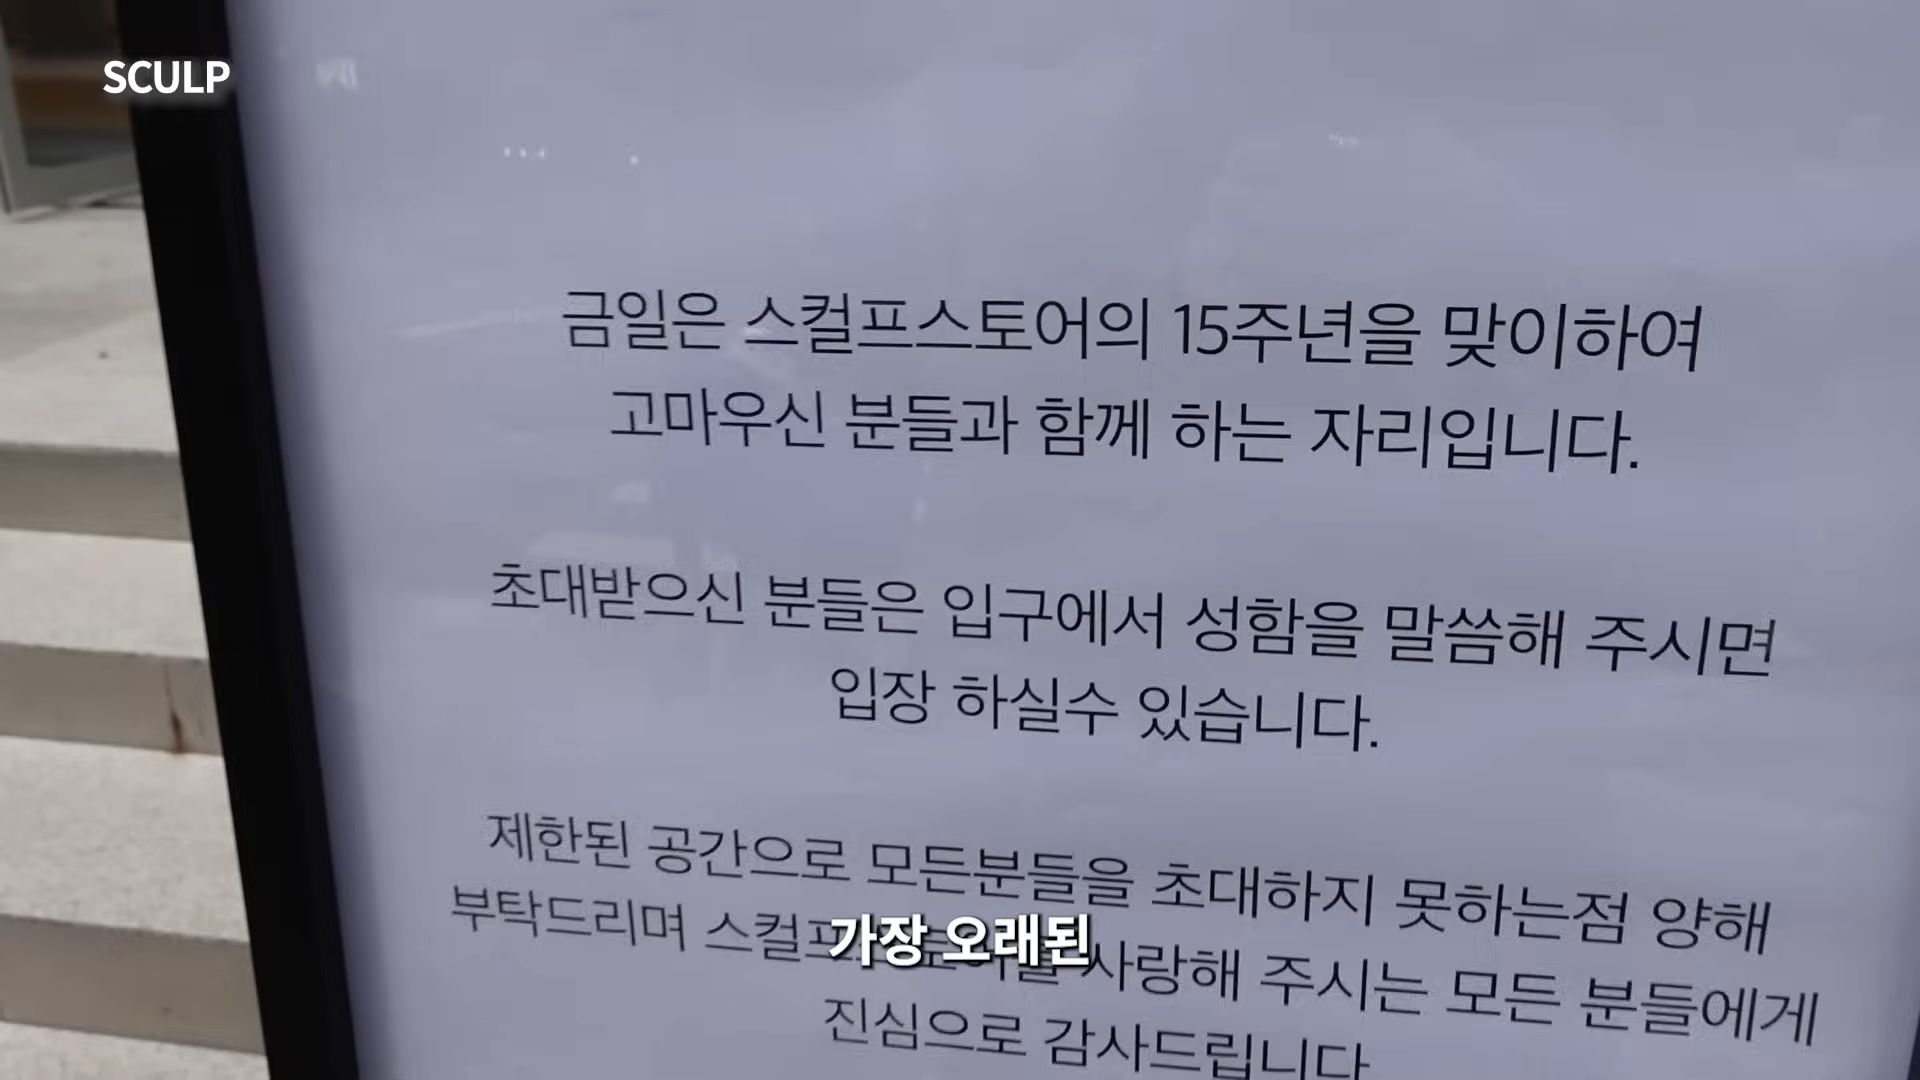 SCULP
금일은 스컬프스토어의 15주년을 맞이하여
고마우신 분들과 함께 하는 자리입니다.
초대받으신 분들은 입구에서 성함을 말씀해 주시면
입장 하실수 있습니다.
제한된 공간으로 모든분들을 초대하지 못하는점 양해
부탁드리며 스컬프스토어를 사랑해 주시는 모든 분들에게
가장 오래된
진심으로 감사드립니다